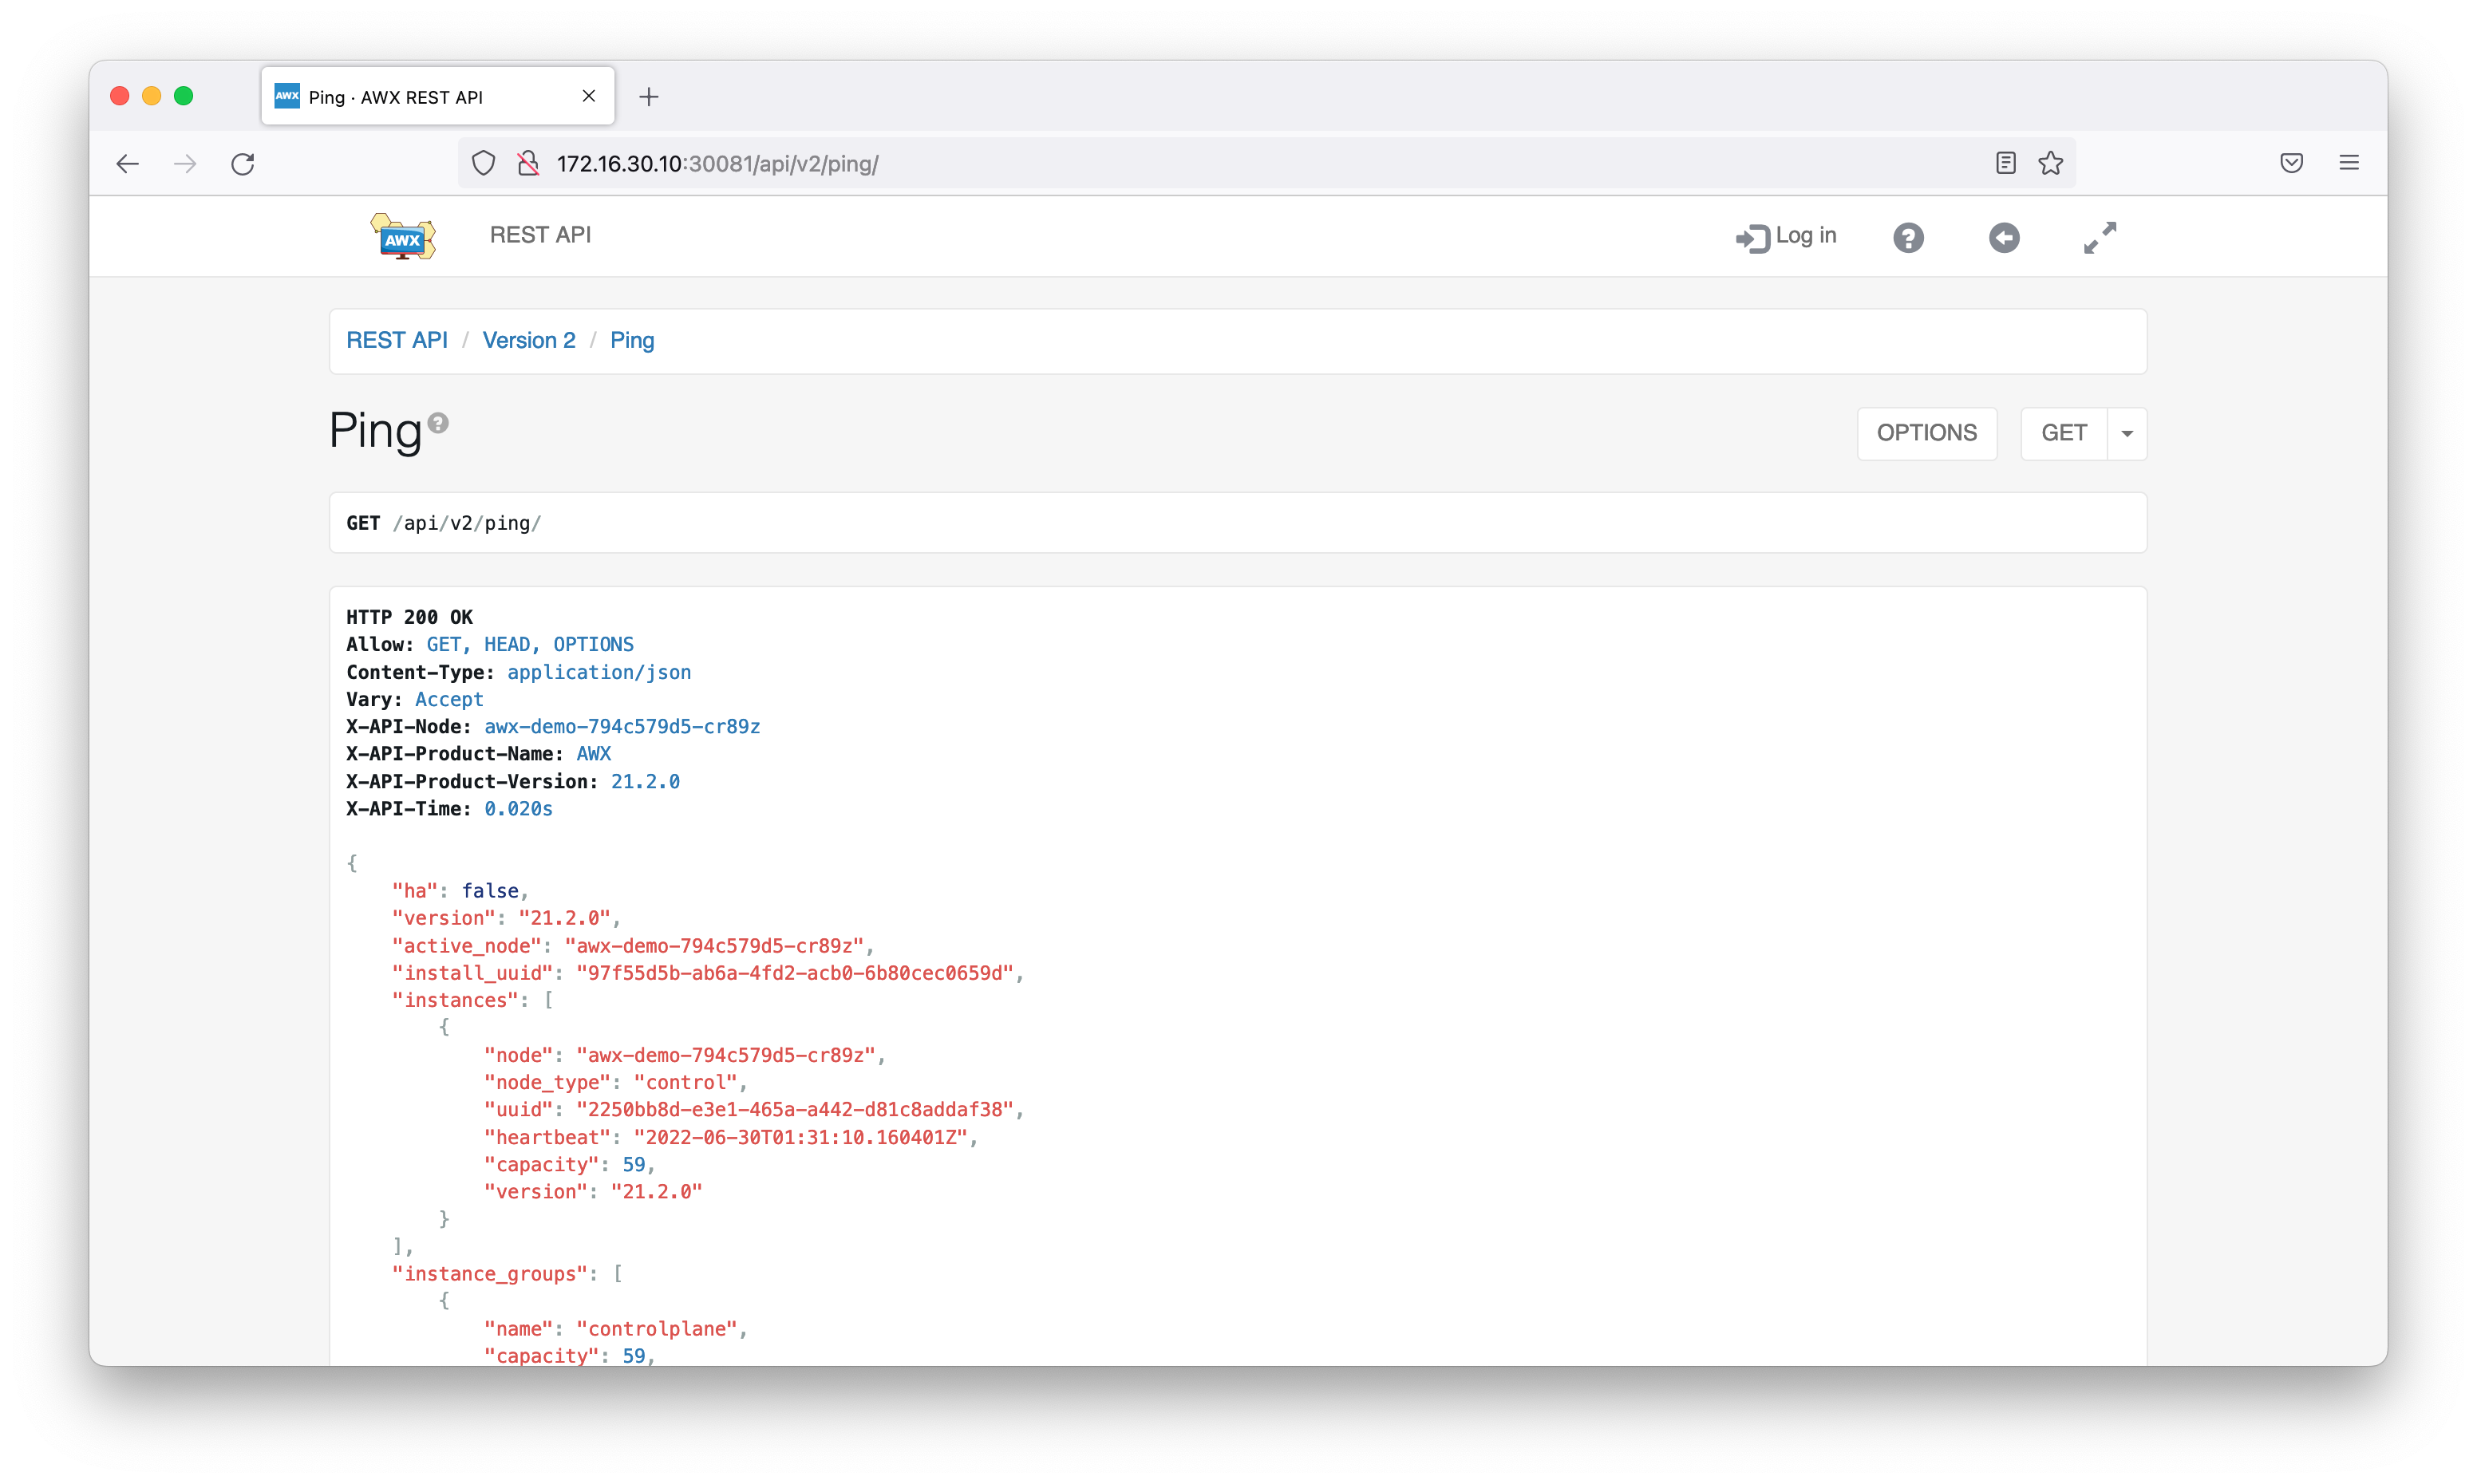 AWX Ping · AWX REST API
172.16.30.10:30081/api/v2/ping/
AWX REST API Log in
REST API / Version 2 / Ping
Ping
OPTIONS GET
GET /api/v2/ping/
HTTP 200 OK
Allow: GET, HEAD, OPTIONS
Content-Type: application/json
Vary: Accept
X-API-Node: awx-demo-794c579d5-cr89z
X-API-Product-Name: AWX
X-API-Product-Version: 21.2.0
X-API-Time: 0.020s
{
    "ha": false,
    "version": "21.2.0",
    "active_node": "awx-demo-794c579d5-cr89z",
    "install_uuid": "97f55d5b-ab6a-4fd2-acb0-6b80cec0659d",
    "instances": [
        {
            "node": "awx-demo-794c579d5-cr89z",
            "node_type": "control",
            "uuid": "2250bb8d-e3e1-465a-a442-d81c8addaf38",
            "heartbeat": "2022-06-30T01:31:10.160401Z",
            "capacity": 59,
            "version": "21.2.0"
        }
    ],
    "instance_groups": [
        {
            "name": "controlplane",
            "capacity": 59,